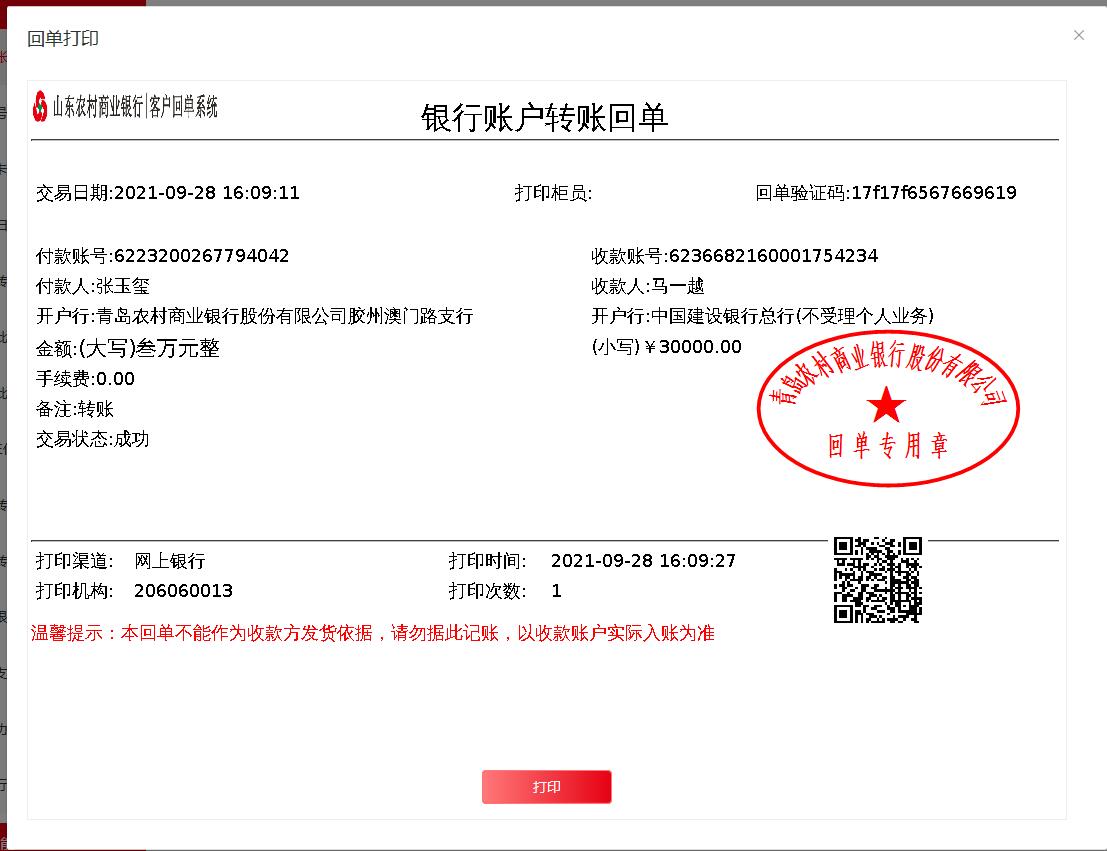 回单打印
山东农村商业银行|客户回单系统
银行账户转账回单
交易日期:2021-09-28 16:09:11 打印柜员: 回单验证码:17f17f6567669619
付款账号:6223200267794042 收款账号:6236682160001754234
付款人:张玉玺 收款人:马一越
开户行:青岛农村商业银行股份有限公司胶州澳门路支行 开户行:中国建设银行总行(不受理个人业务)
金额:(大写)叁万元整 (小写)￥30000.00
手续费:0.00
备注:转账
交易状态:成功
青岛农村商业银行股份有限公司
回单专用章
打印渠道: 网上银行 打印时间: 2021-09-28 16:09:27
打印机构: 206060013 打印次数: 1
温馨提示：本回单不能作为收款方发货依据，请勿据此记账，以收款账户实际入账为准
打印